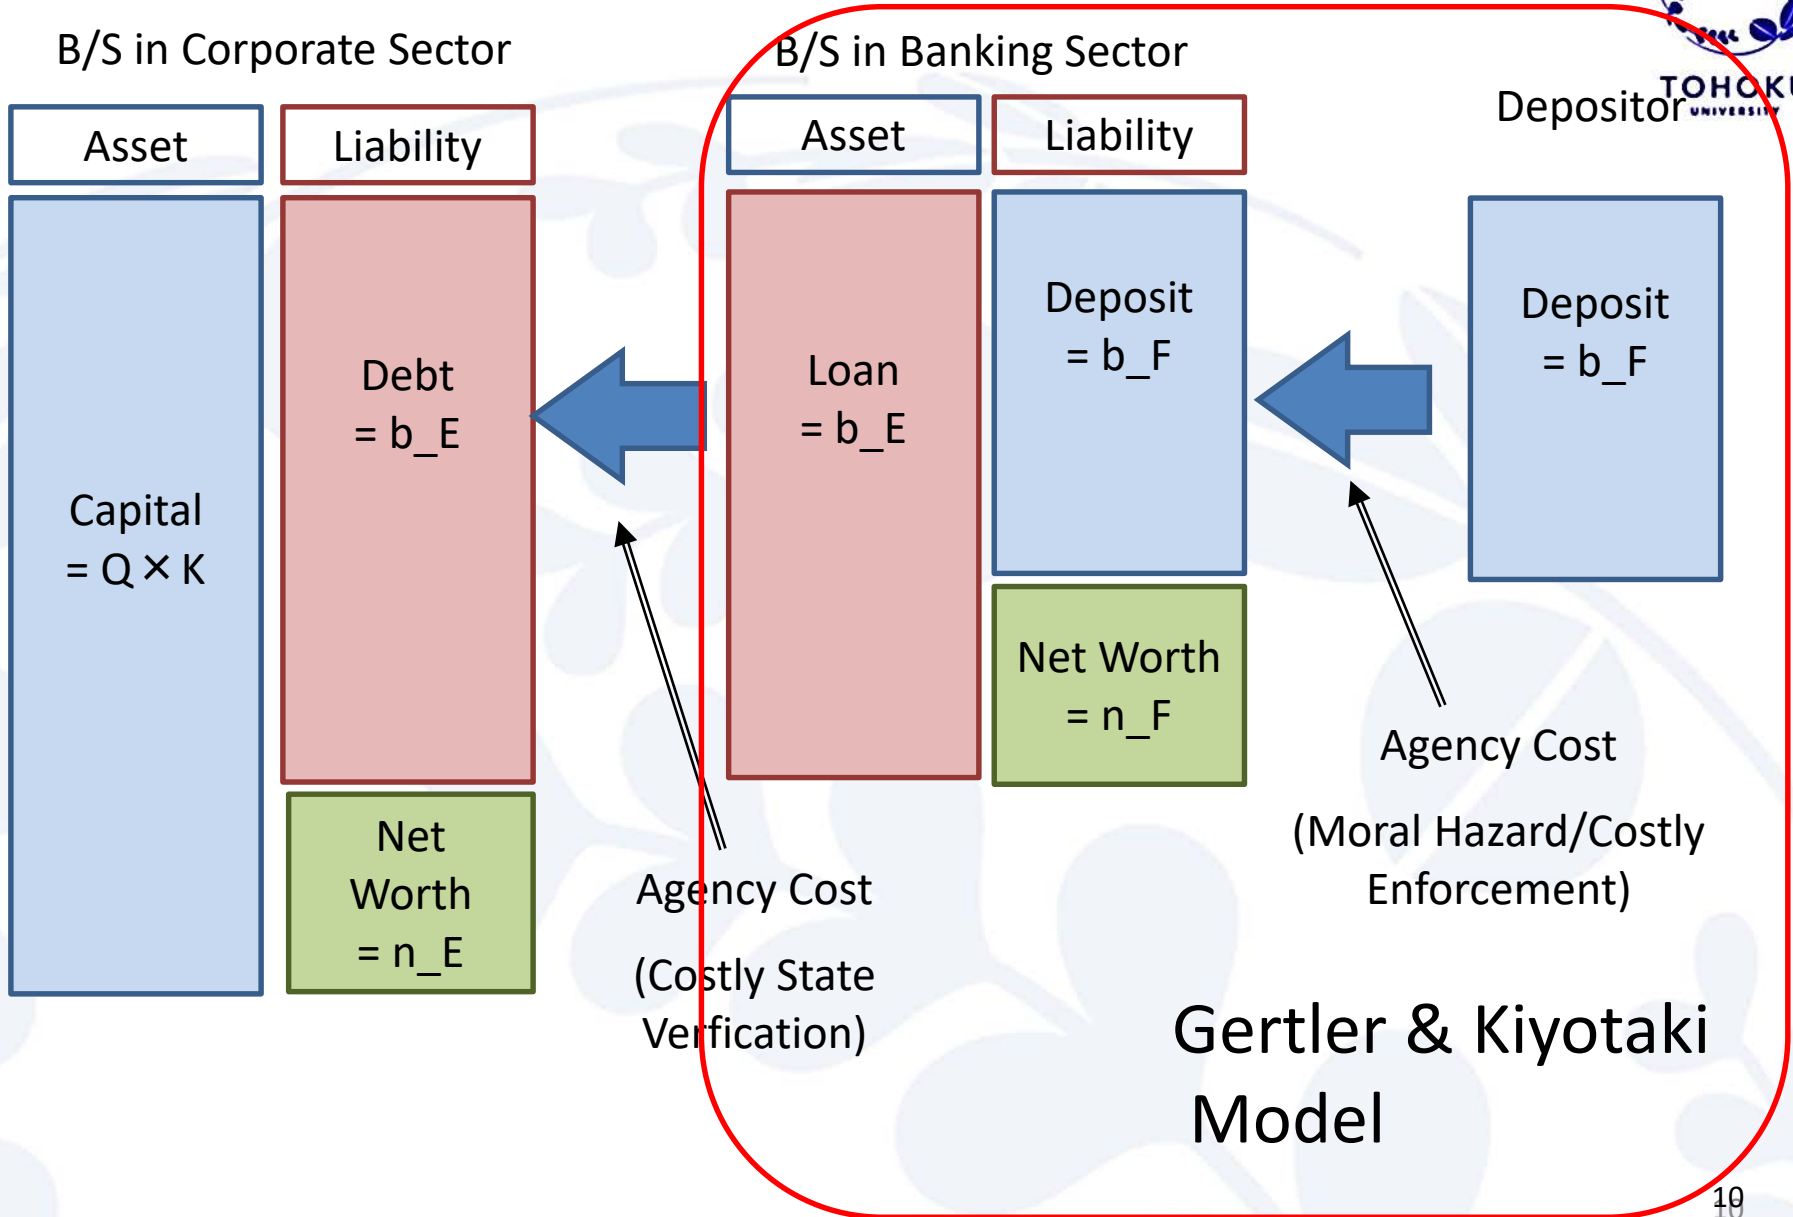 B/S in Corporate Sector
B/S in Banking Sector
TOHOKU
UNIVERSITY
Depositor
Asset
Liability
Asset
Liability
Capital
= Q × K
Debt
= b_E
Net
Worth
= n_E
Loan
= b_E
Deposit
= b_F
Net Worth
= n_F
Deposit
= b_F
Agency Cost
(Costly State
Verfication)
Agency Cost
(Moral Hazard/Costly
Enforcement)
Gertler & Kiyotaki
Model
10